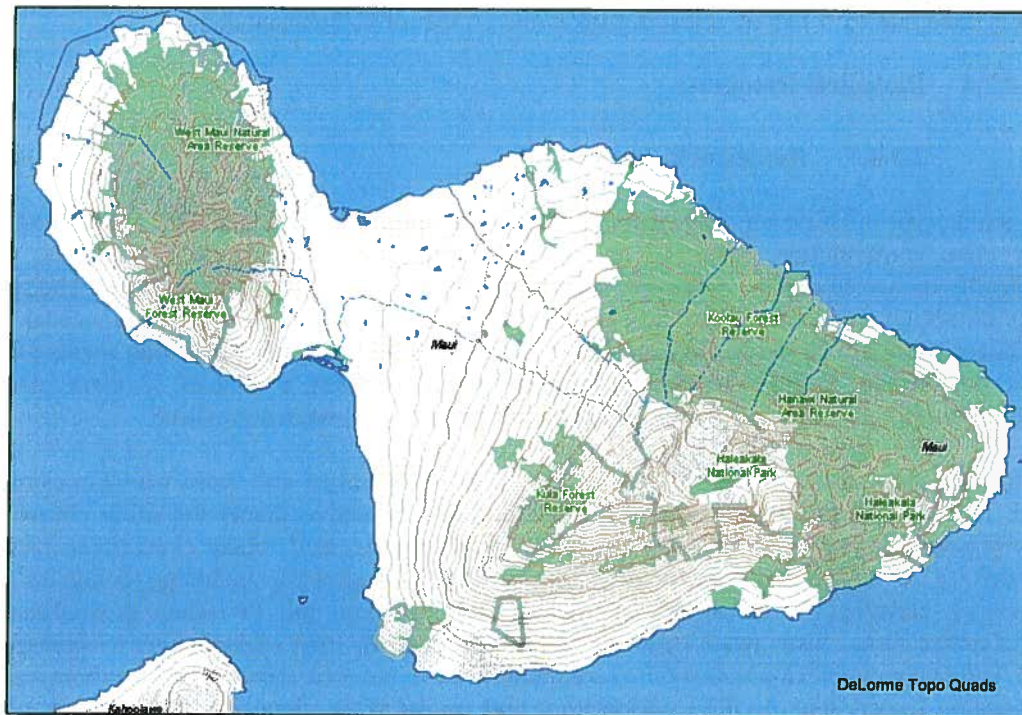 West Maui Natural
Area Reserve
West Maui
Forest Reserve
Maui
Koolau Forest
Reserve
Hanawi Natural
Area Reserve
Maui
Haleakala
National Park
Kula Forest
Reserve
Haleakala
National Park
DeLorme Topo Quads
Kahoolawe